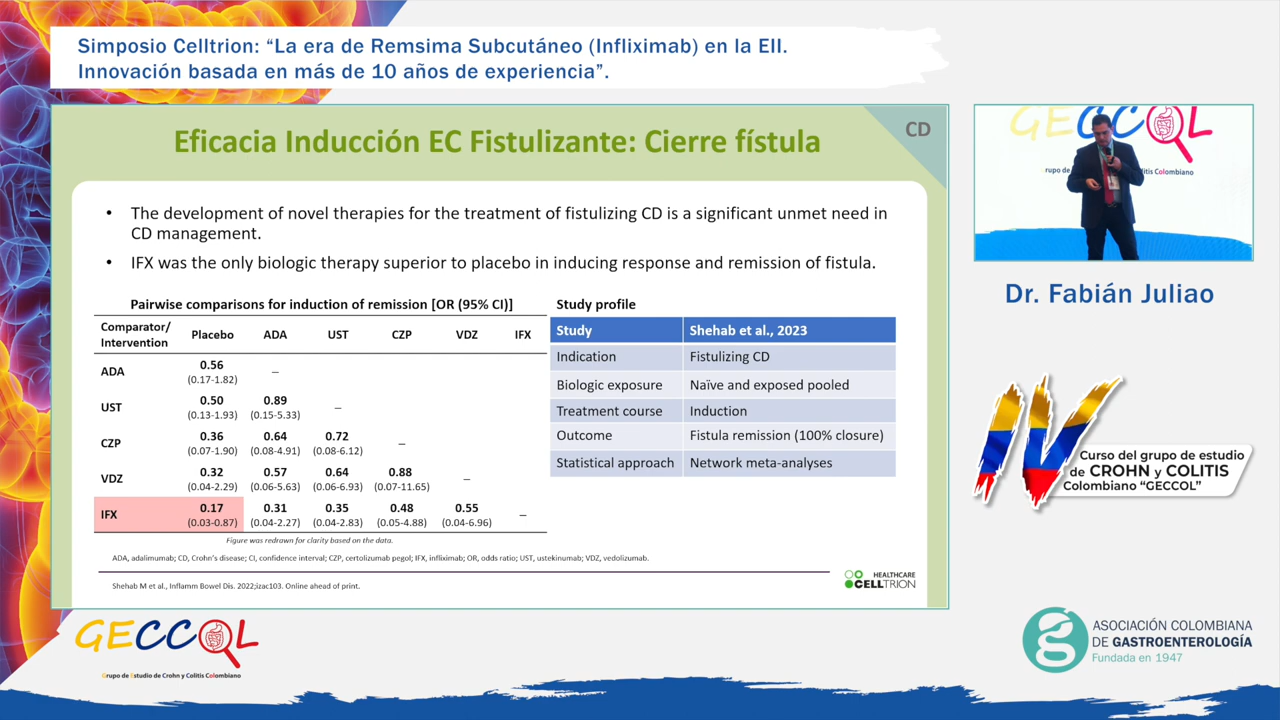 Simposio Celltrion: “La era de Remsima Subcutáneo (Infliximab) en la EII.
Innovación basada en más de 10 años de experiencia”.
Eficacia Inducción EC Fistulizante: Cierre fístula
CD
• The development of novel therapies for the treatment of fistulizing CD is a significant unmet need in
CD management.
• IFX was the only biologic therapy superior to placebo in inducing response and remission of fistula.
Pairwise comparisons for induction of remission [OR (95% CI)]
Comparator/
Intervention Placebo ADA UST CZP VDZ IFX
ADA 0.56 –
(0.17-1.82)
UST 0.50 0.89 –
(0.13-1.93) (0.15-5.33)
CZP 0.36 0.64 0.72 –
(0.07-1.90) (0.08-4.91) (0.08-6.12)
VDZ 0.32 0.57 0.64 0.88 –
(0.04-2.29) (0.06-5.63) (0.06-6.93) (0.07-11.65)
IFX 0.17 0.31 0.35 0.48 0.55 –
(0.03-0.87) (0.04-2.27) (0.04-2.83) (0.05-4.88) (0.04-6.96)
Figure was redrawn for clarity based on the data.
Study profile
Study Shehab et al., 2023
Indication Fistulizing CD
Biologic exposure Naïve and exposed pooled
Treatment course Induction
Outcome Fistula remission (100% closure)
Statistical approach Network meta-analyses
ADA, adalimumab; CD, Crohn's disease; CI, confidence interval; CZP, certolizumab pegol; IFX, infliximab; OR, odds ratio; UST, ustekinumab; VDZ, vedolizumab.
Shehab M et al., Inflamm Bowel Dis. 2022;izac103. Online ahead of print.
HEALTHCARE
CELLTRION
GECCOL
rupo de Colitis Colombiano
Dr. Fabián Juliao
IV
Curso del grupo de estudio
de CROHN y COLITIS
Colombiano “GECCOL”
GECCOL
Grupo de Estudio de Crohn y Colitis Colombiano
ASOCIACIÓN COLOMBIANA
DE GASTROENTEROLOGÍA
Fundada en 1947